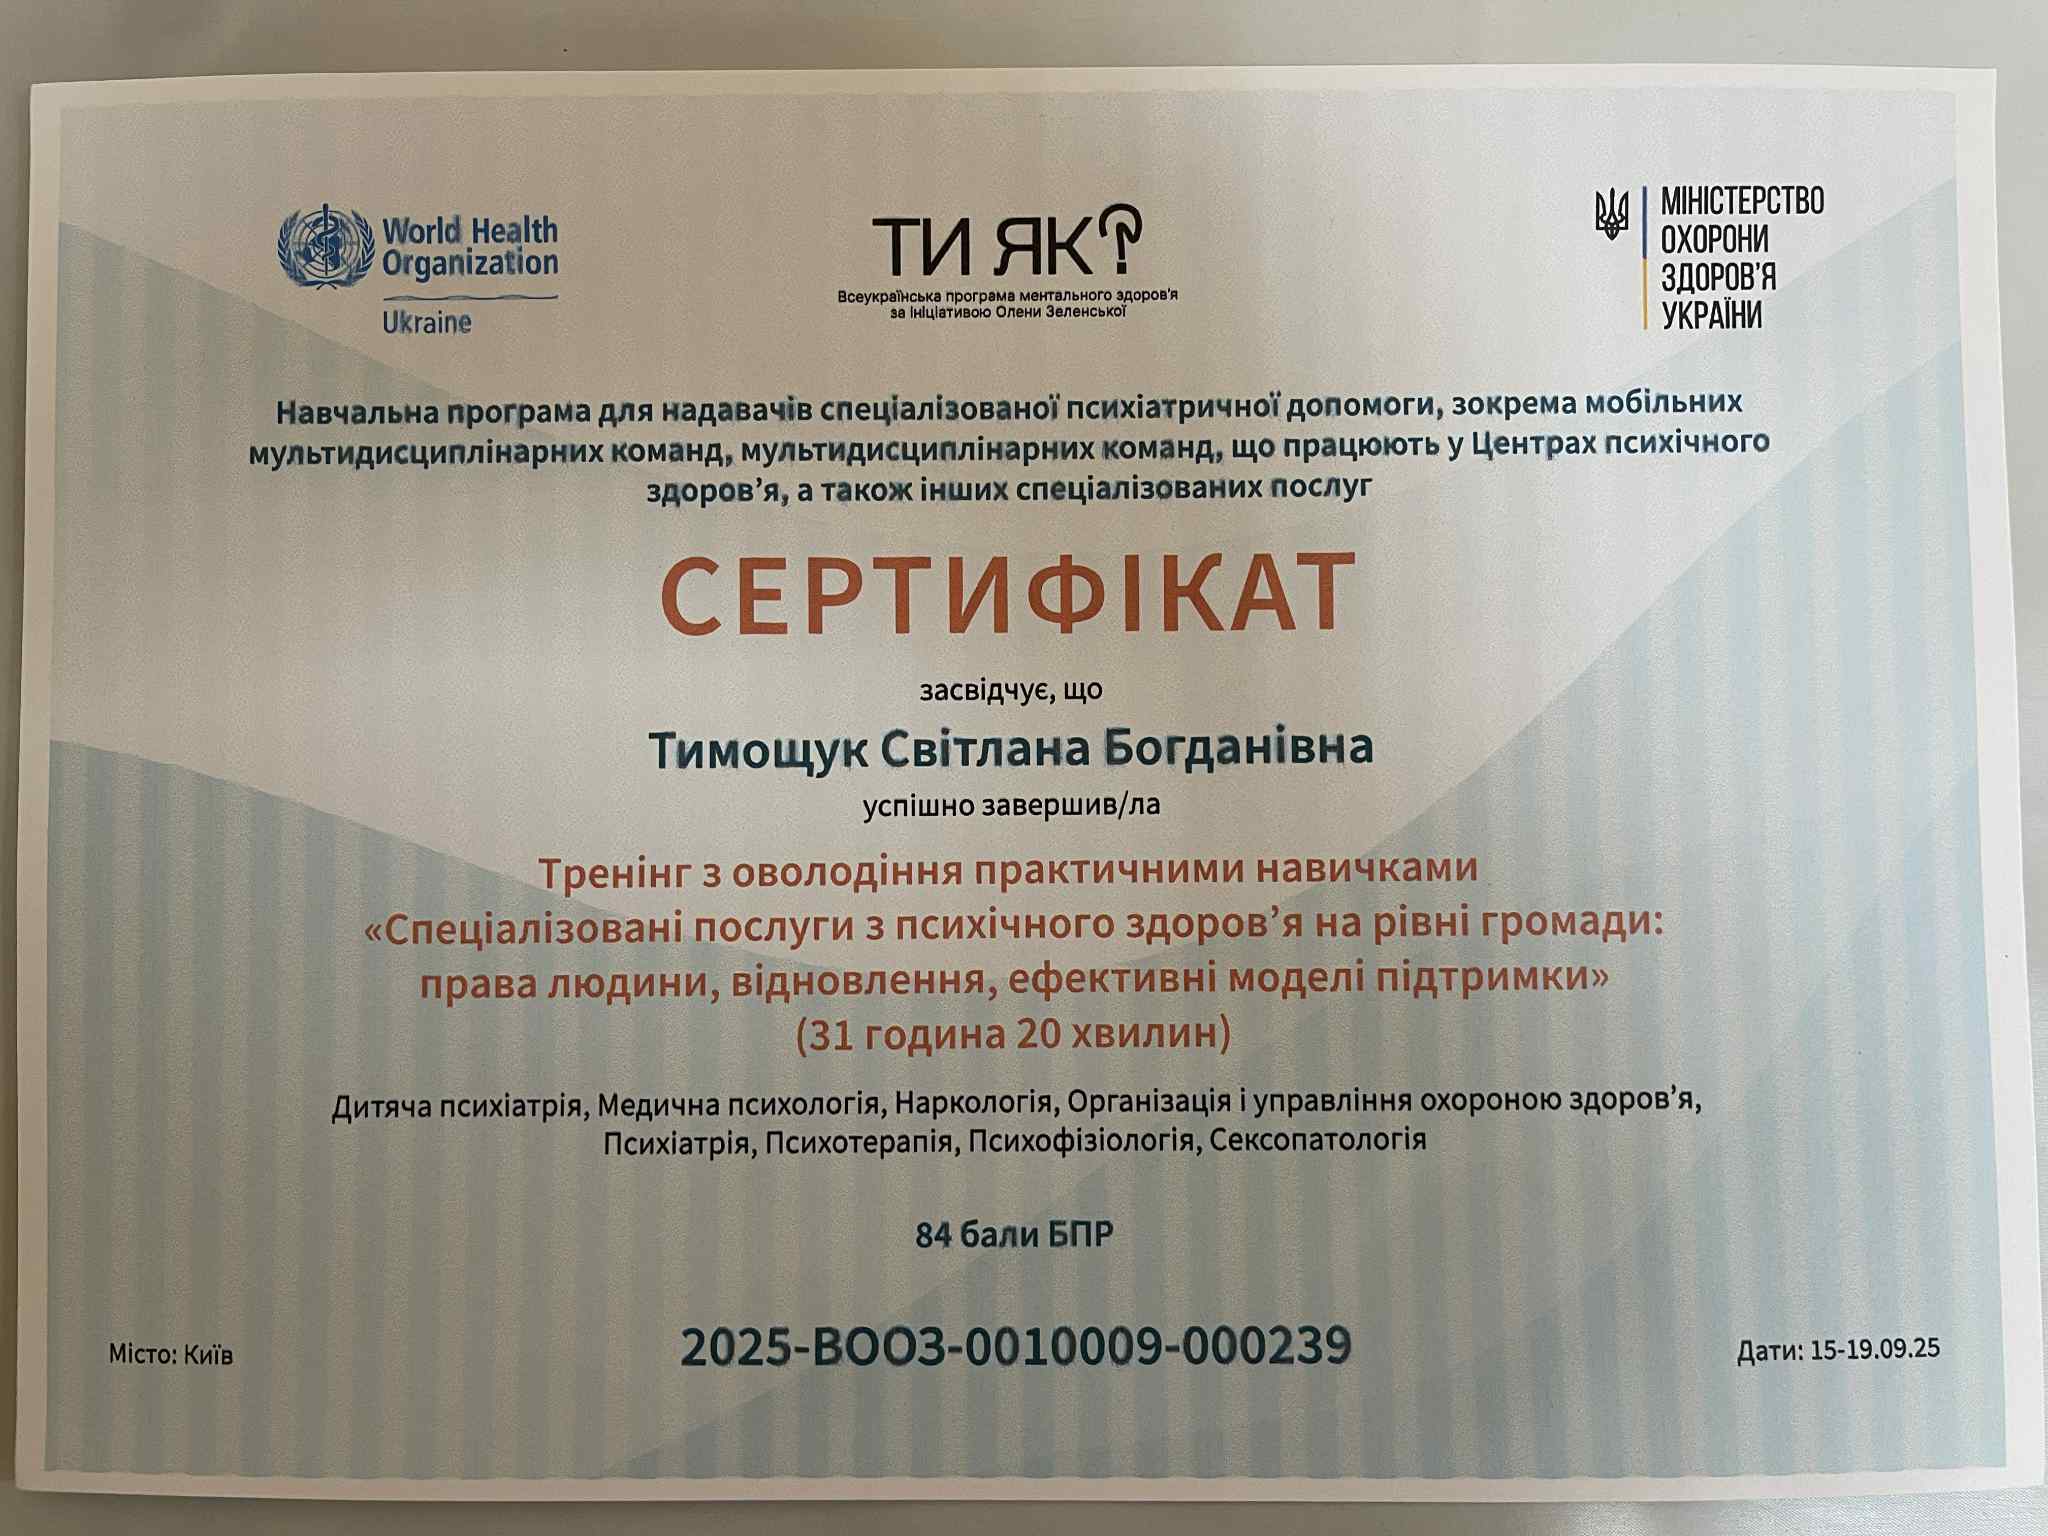 World Health
Organization
Ukraine
ТИ ЯК?
Всеукраїнська програма ментального здоров'я
за ініціативою Олени Зеленської
МІНІСТЕРСТВО
ОХОРОНИ
ЗДОРОВ'Я
УКРАЇНИ
Навчальна програма для надавачів спеціалізованої психіатричної допомоги, зокрема мобільних
мультидисциплінарних команд, мультидисциплінарних команд, що працюють у Центрах психічного
здоров’я, а також інших спеціалізованих послуг
СЕРТИФІКАТ
засвідчує, що
Тимощук Світлана Богданівна
успішно завершив/ла
Тренінг з оволодіння практичними навичками
«Спеціалізовані послуги з психічного здоров’я на рівні громади:
права людини, відновлення, ефективні моделі підтримки»
(31 година 20 хвилин)
Дитяча психіатрія, Медична психологія, Наркологія, Організація і управління охороною здоров’я,
Психіатрія, Психотерапія, Психофізіологія, Сексопатологія
84 бали БПР
Місто: Київ
2025-ВООЗ-0010009-000239
Дати: 15-19.09.25